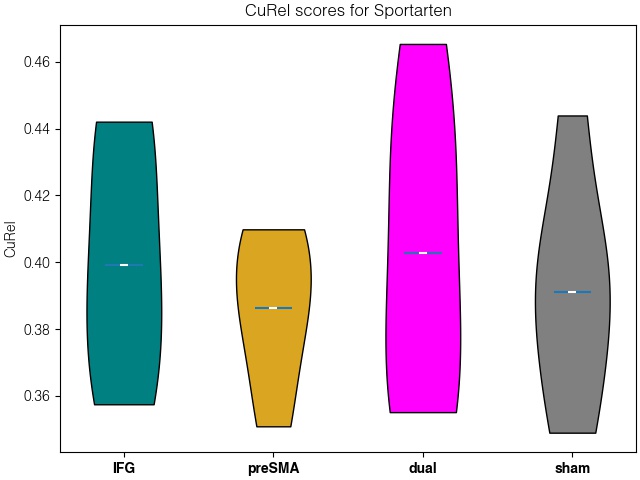 CuRel scores for Sportarten
CuRel
0.46
0.44
0.42
0.40
0.38
0.36
IFG
preSMA
dual
sham